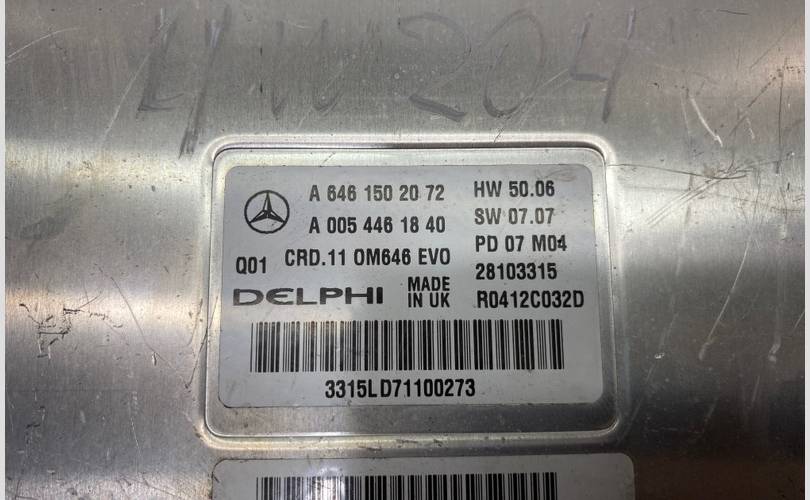 W204
A 646 150 20 72
HW 50.06
A 005 446 18 40
SW 07.07
Q01
CRD.11 OM646 EVO
PD 07 M04
DELPHI
MADE IN UK
28103315
R0412C032D
3315LD71100273